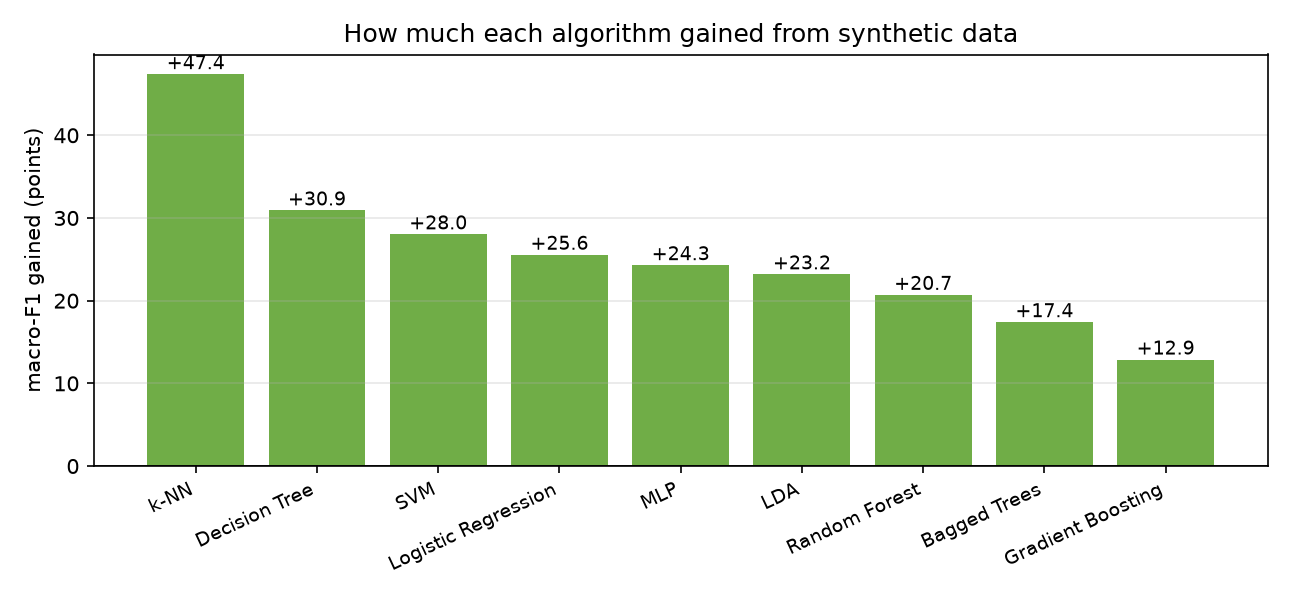 How much each algorithm gained from synthetic data
macro-F1 gained (points)
40
30
20
10
0
+47.4
+30.9
+28.0
+25.6
+24.3
+23.2
+20.7
+17.4
+12.9
k-NN
Decision Tree
SVM
Logistic Regression
MLP
LDA
Random Forest
Bagged Trees
Gradient Boosting